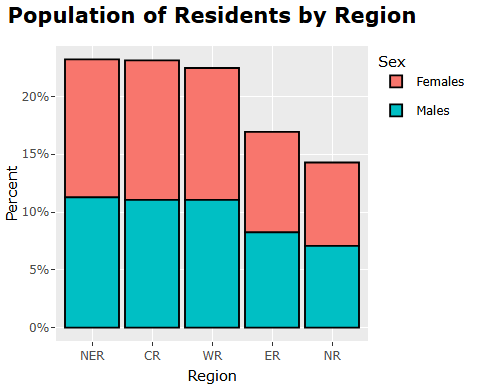 Population of Residents by Region
Sex
Females
Males
Percent
20%
15%
10%
5%
0%
NER CR WR ER NR
Region